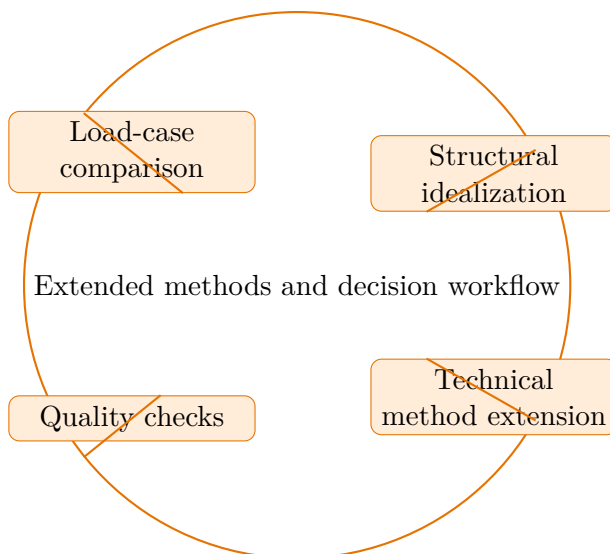 Load-case
comparison
Structural
idealization
Extended methods and decision workflow
Quality checks
Technical
method extension